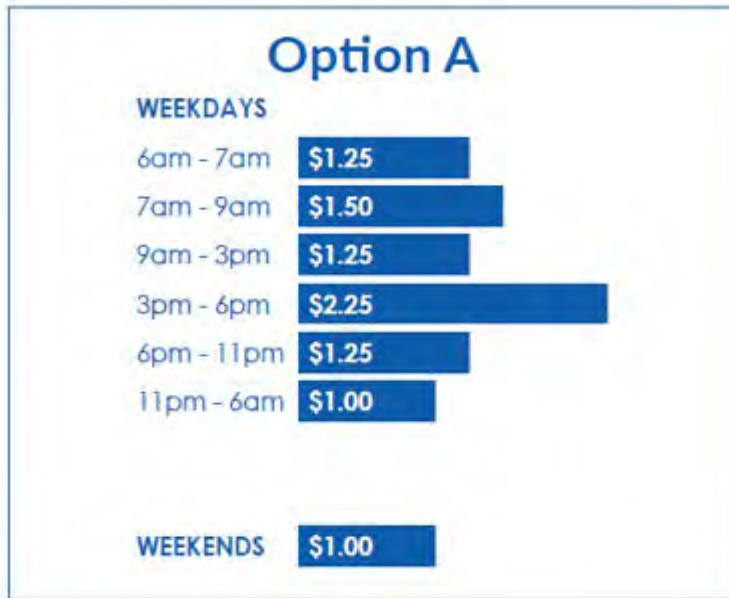 Option A
WEEKDAYS
6am - 7am $1.25
7am - 9am $1.50
9am - 3pm $1.25
3pm - 6pm $2.25
6pm - 11pm $1.25
11pm - 6am $1.00
WEEKENDS $1.00